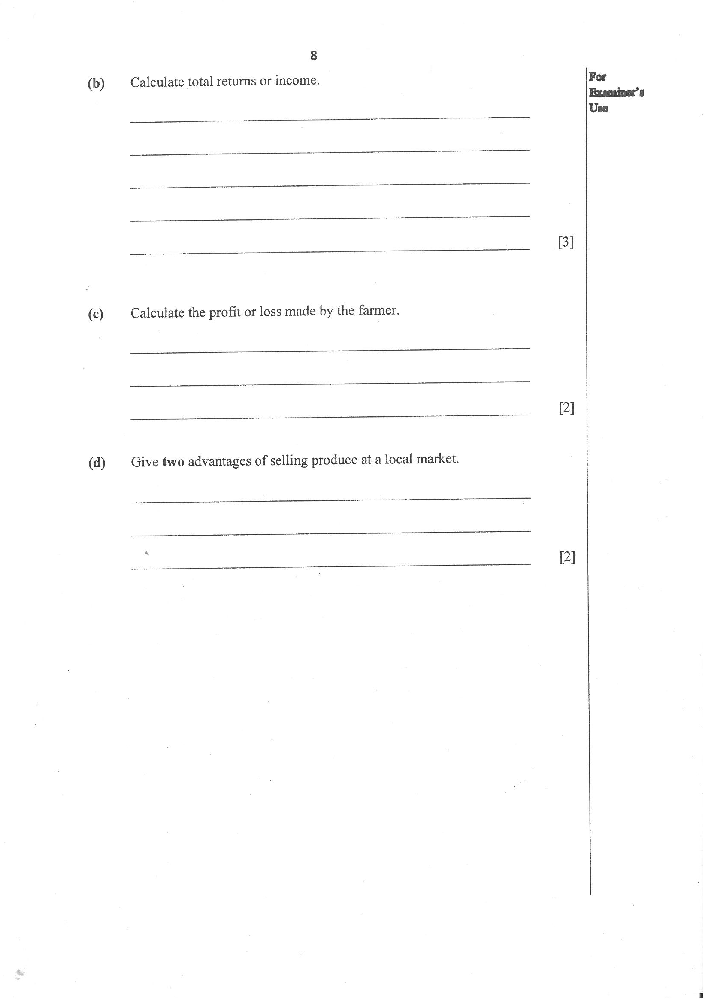 8
For
Examiner's
Use
(b) Calculate total returns or income.
[3]
(c) Calculate the profit or loss made by the farmer.
[2]
(d) Give two advantages of selling produce at a local market.
[2]